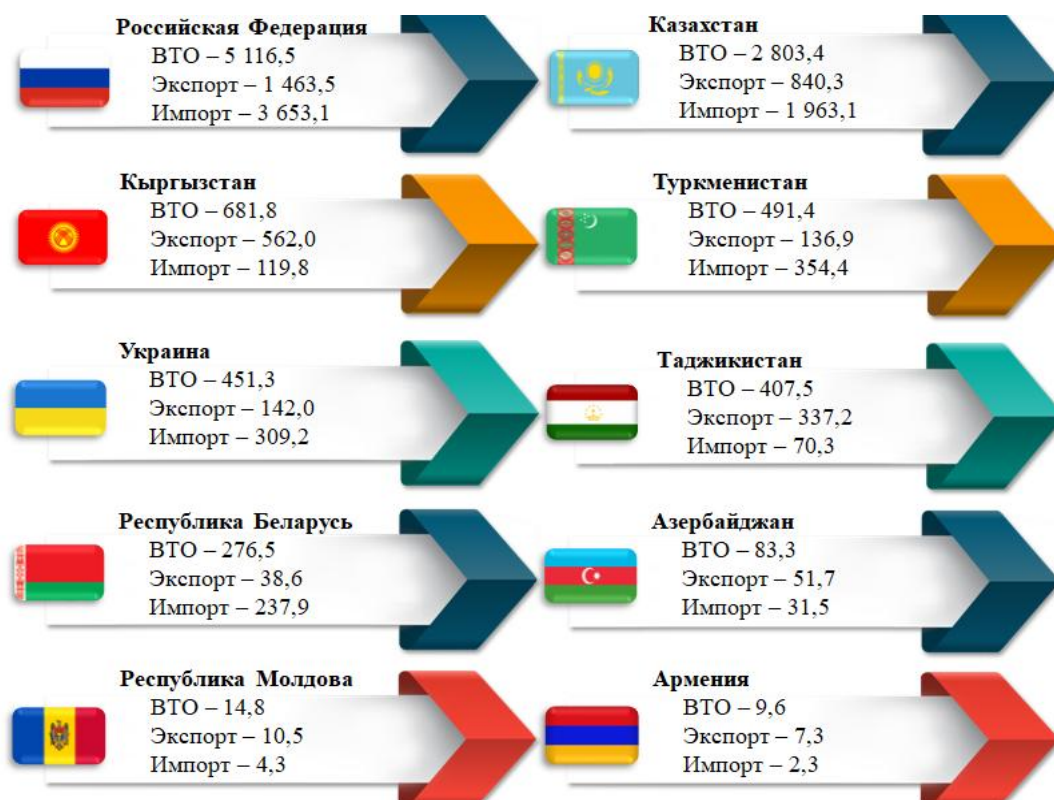 Российская Федерация
ВТО – 5 116,5
Экспорт – 1 463,5
Импорт – 3 653,1
Казахстан
ВТО – 2 803,4
Экспорт – 840,3
Импорт – 1 963,1
Кыргызстан
ВТО – 681,8
Экспорт – 562,0
Импорт – 119,8
Туркменистан
ВТО – 491,4
Экспорт – 136,9
Импорт – 354,4
Украина
ВТО – 451,3
Экспорт – 142,0
Импорт – 309,2
Таджикистан
ВТО – 407,5
Экспорт – 337,2
Импорт – 70,3
Республика Беларусь
ВТО – 276,5
Экспорт – 38,6
Импорт – 237,9
Азербайджан
ВТО – 83,3
Экспорт – 51,7
Импорт – 31,5
Республика Молдова
ВТО – 14,8
Экспорт – 10,5
Импорт – 4,3
Армения
ВТО – 9,6
Экспорт – 7,3
Импорт – 2,3